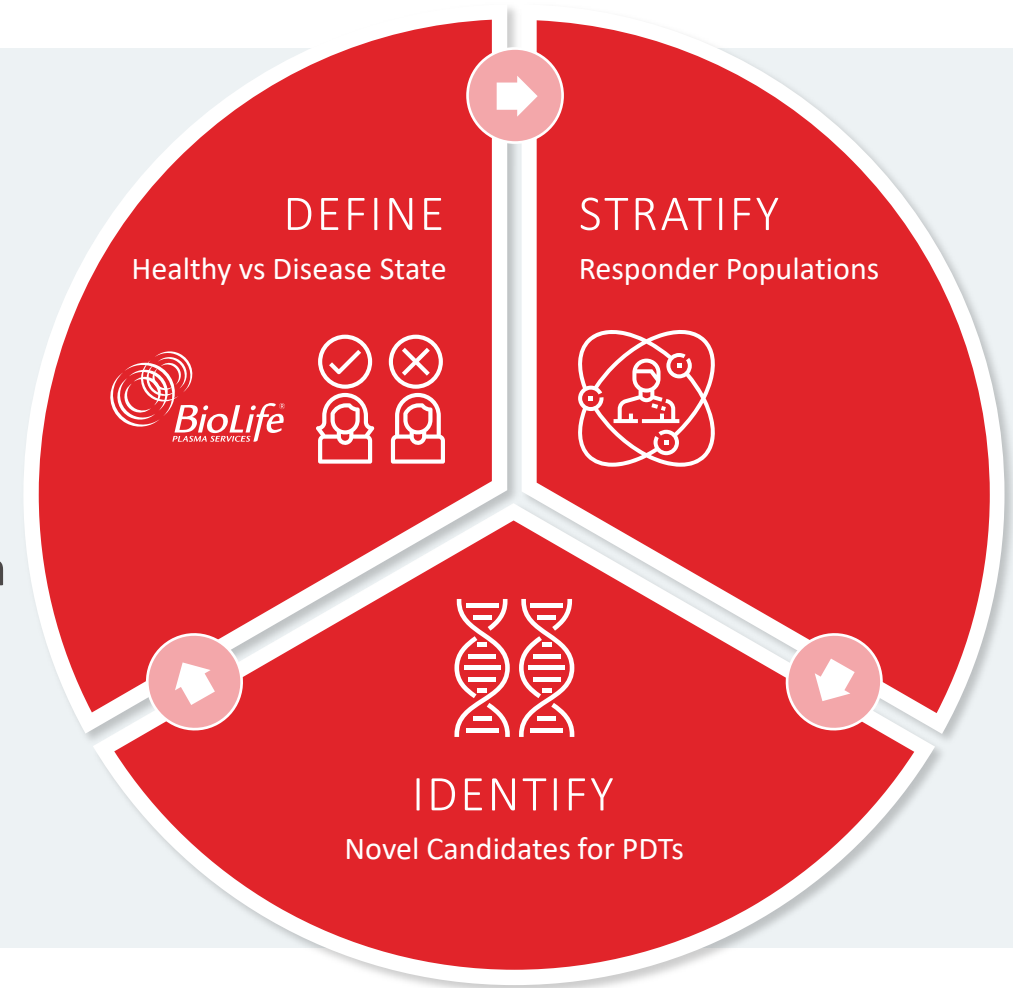 DEFINE
Healthy vs Disease State
BioLife®
PLASMA SERVICES
STRATIFY
Responder Populations
IDENTIFY
Novel Candidates for PDTs